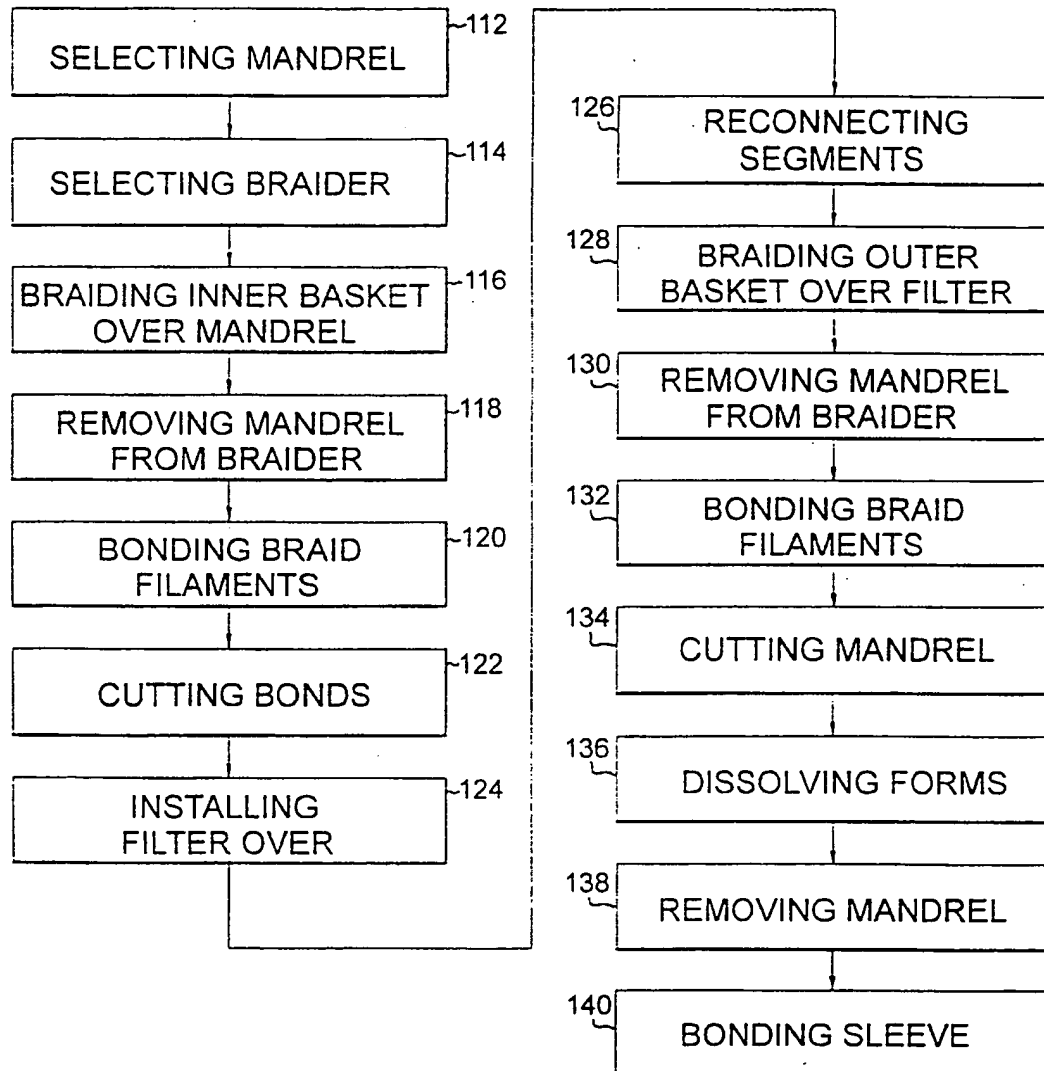 112
SELECTING MANDREL
114
SELECTING BRAIDER
116
BRAIDING INNER BASKET
OVER MANDREL
118
REMOVING MANDREL
FROM BRAIDER
120
BONDING BRAID
FILAMENTS
122
CUTTING BONDS
124
INSTALLING
FILTER OVER
126
RECONNECTING
SEGMENTS
128
BRAIDING OUTER
BASKET OVER FILTER
130
REMOVING MANDREL
FROM BRAIDER
132
BONDING BRAID
FILAMENTS
134
CUTTING MANDREL
136
DISSOLVING FORMS
138
REMOVING MANDREL
140
BONDING SLEEVE